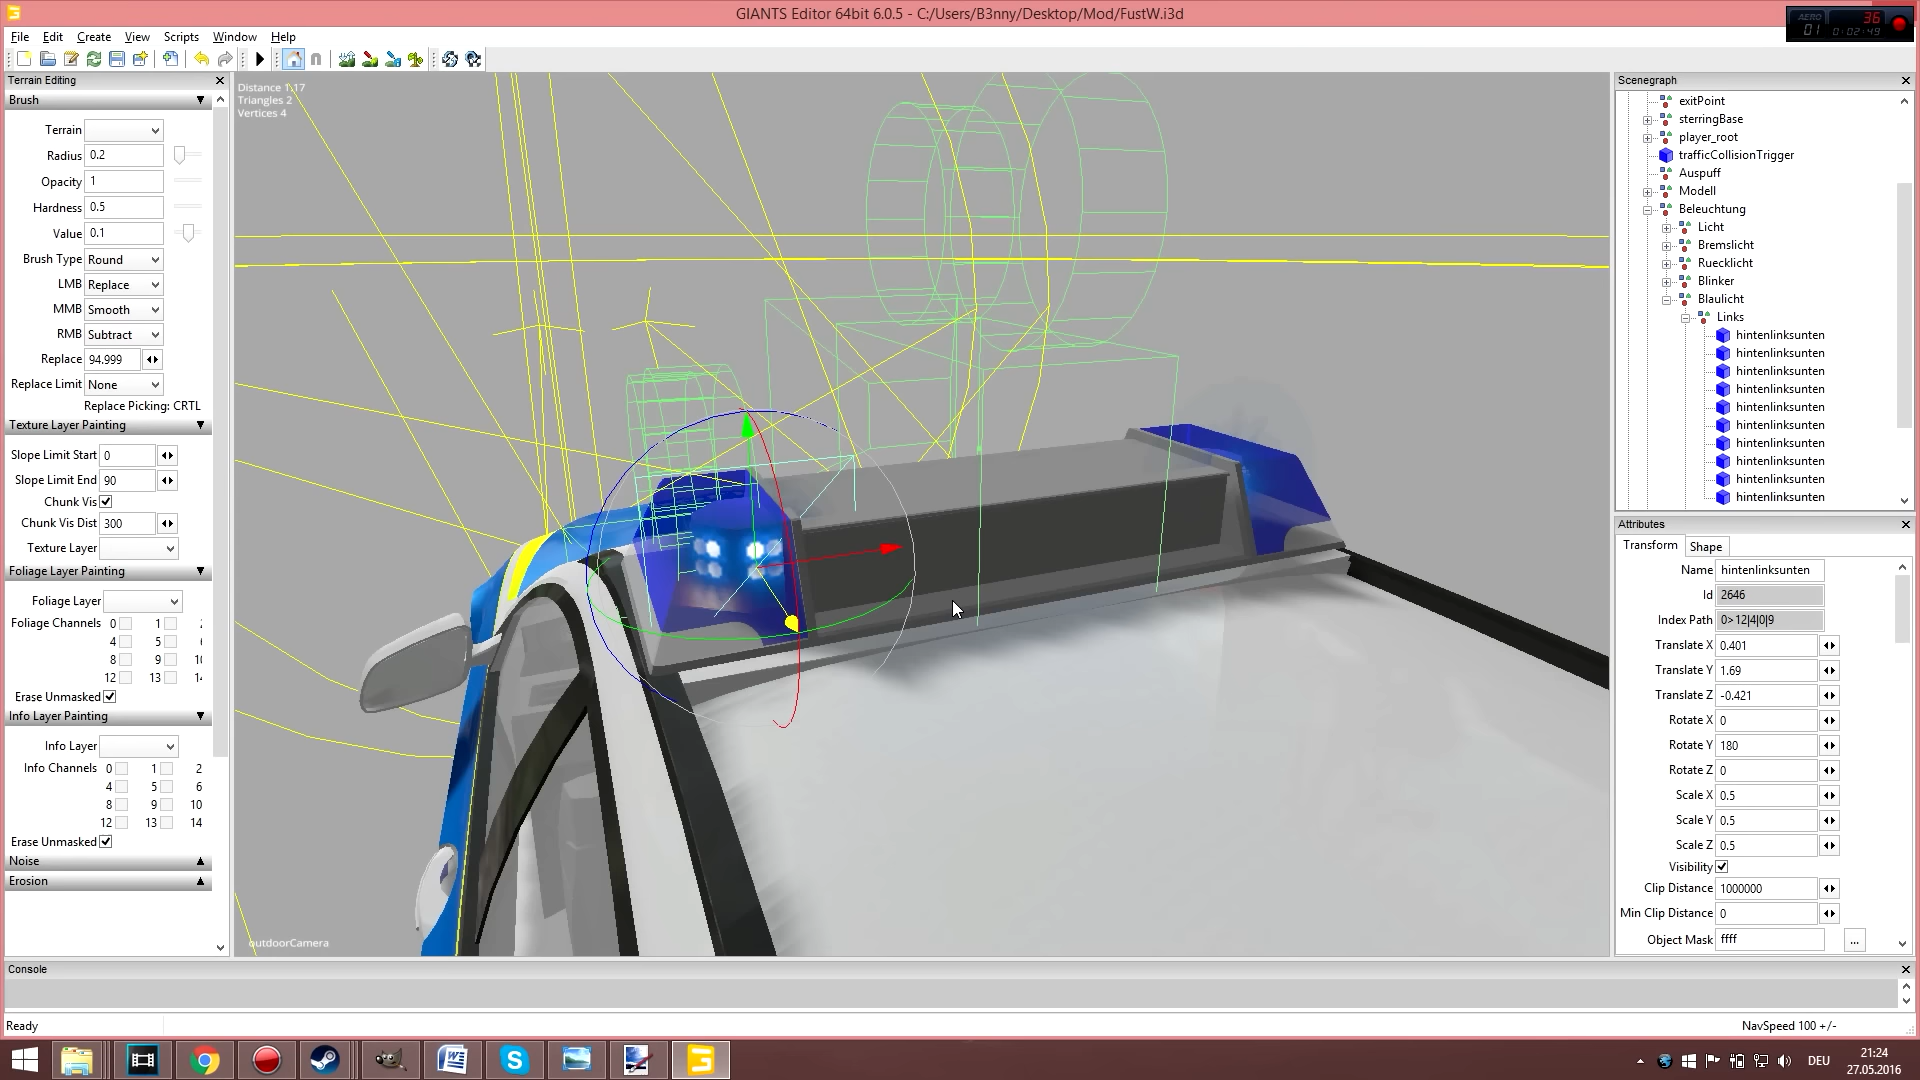 GIANTS Editor 64bit 6.0.5 - C:/Users/B3nny/Desktop/Mod/FustW.i3d
AERO 36
01 0:02:49
File Edit Create View Scripts Window Help
Terrain Editing
Brush
Terrain
Radius 0.2
Opacity 1
Hardness 0.5
Value 0.1
Brush Type Round
LMB Replace
MMB Smooth
RMB Subtract
Replace 94.999
Replace Limit None
Replace Picking: CRTL
Texture Layer Painting
Slope Limit Start 0
Slope Limit End 90
Chunk Vis
Chunk Vis Dist 300
Texture Layer
Foliage Layer Painting
Foliage Layer
Foliage Channels 0 1
4 5
8 9
12 13
Erase Unmasked
Info Layer Painting
Info Layer
Info Channels 0 1 2
4 5 6
8 9 10
12 13 14
Erase Unmasked
Noise
Erosion
Distance 1.17
Triangles 2
Vertices 4
outdoorCamera
Scenegraph
exitPoint
sterringBase
player_root
trafficCollisionTrigger
Auspuff
Modell
Beleuchtung
Licht
Bremslicht
Ruecklicht
Blinker
Blaulicht
Links
hintenlinksunten
hintenlinksunten
hintenlinksunten
hintenlinksunten
hintenlinksunten
hintenlinksunten
hintenlinksunten
hintenlinksunten
hintenlinksunten
hintenlinksunten
Attributes
Transform Shape
Name hintenlinksunten
Id 2646
Index Path 0>12|4|0|9
Translate X 0.401
Translate Y 1.69
Translate Z -0.421
Rotate X 0
Rotate Y 180
Rotate Z 0
Scale X 0.5
Scale Y 0.5
Scale Z 0.5
Visibility
Clip Distance 1000000
Min Clip Distance 0
Object Mask ffff ...
Console
Ready
NavSpeed 100 +/-
DEU
21:24
27.05.2016